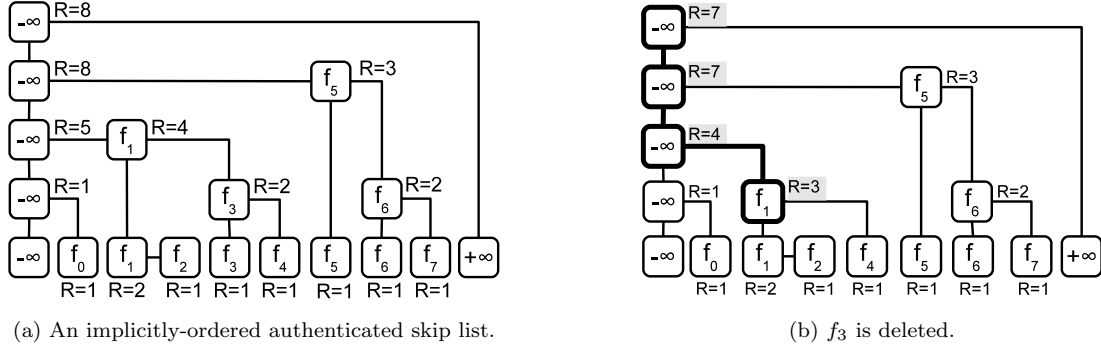 -∞ R=8
-∞ R=8 f5 R=3
-∞ R=5 f1 R=4
-∞ R=1 f3 R=2 f6 R=2
-∞ f0 f1 f2 f3 f4 f5 f6 f7 +∞
R=1 R=2 R=1 R=1 R=1 R=1 R=1 R=1
(a) An implicitly-ordered authenticated skip list.
-∞ R=7
-∞ R=7 f5 R=3
-∞ R=4
-∞ R=1 f1 R=3 f6 R=2
-∞ f0 f1 f2 f4 f5 f6 f7 +∞
R=1 R=2 R=1 R=1 R=1 R=1 R=1
(b) f3 is deleted.